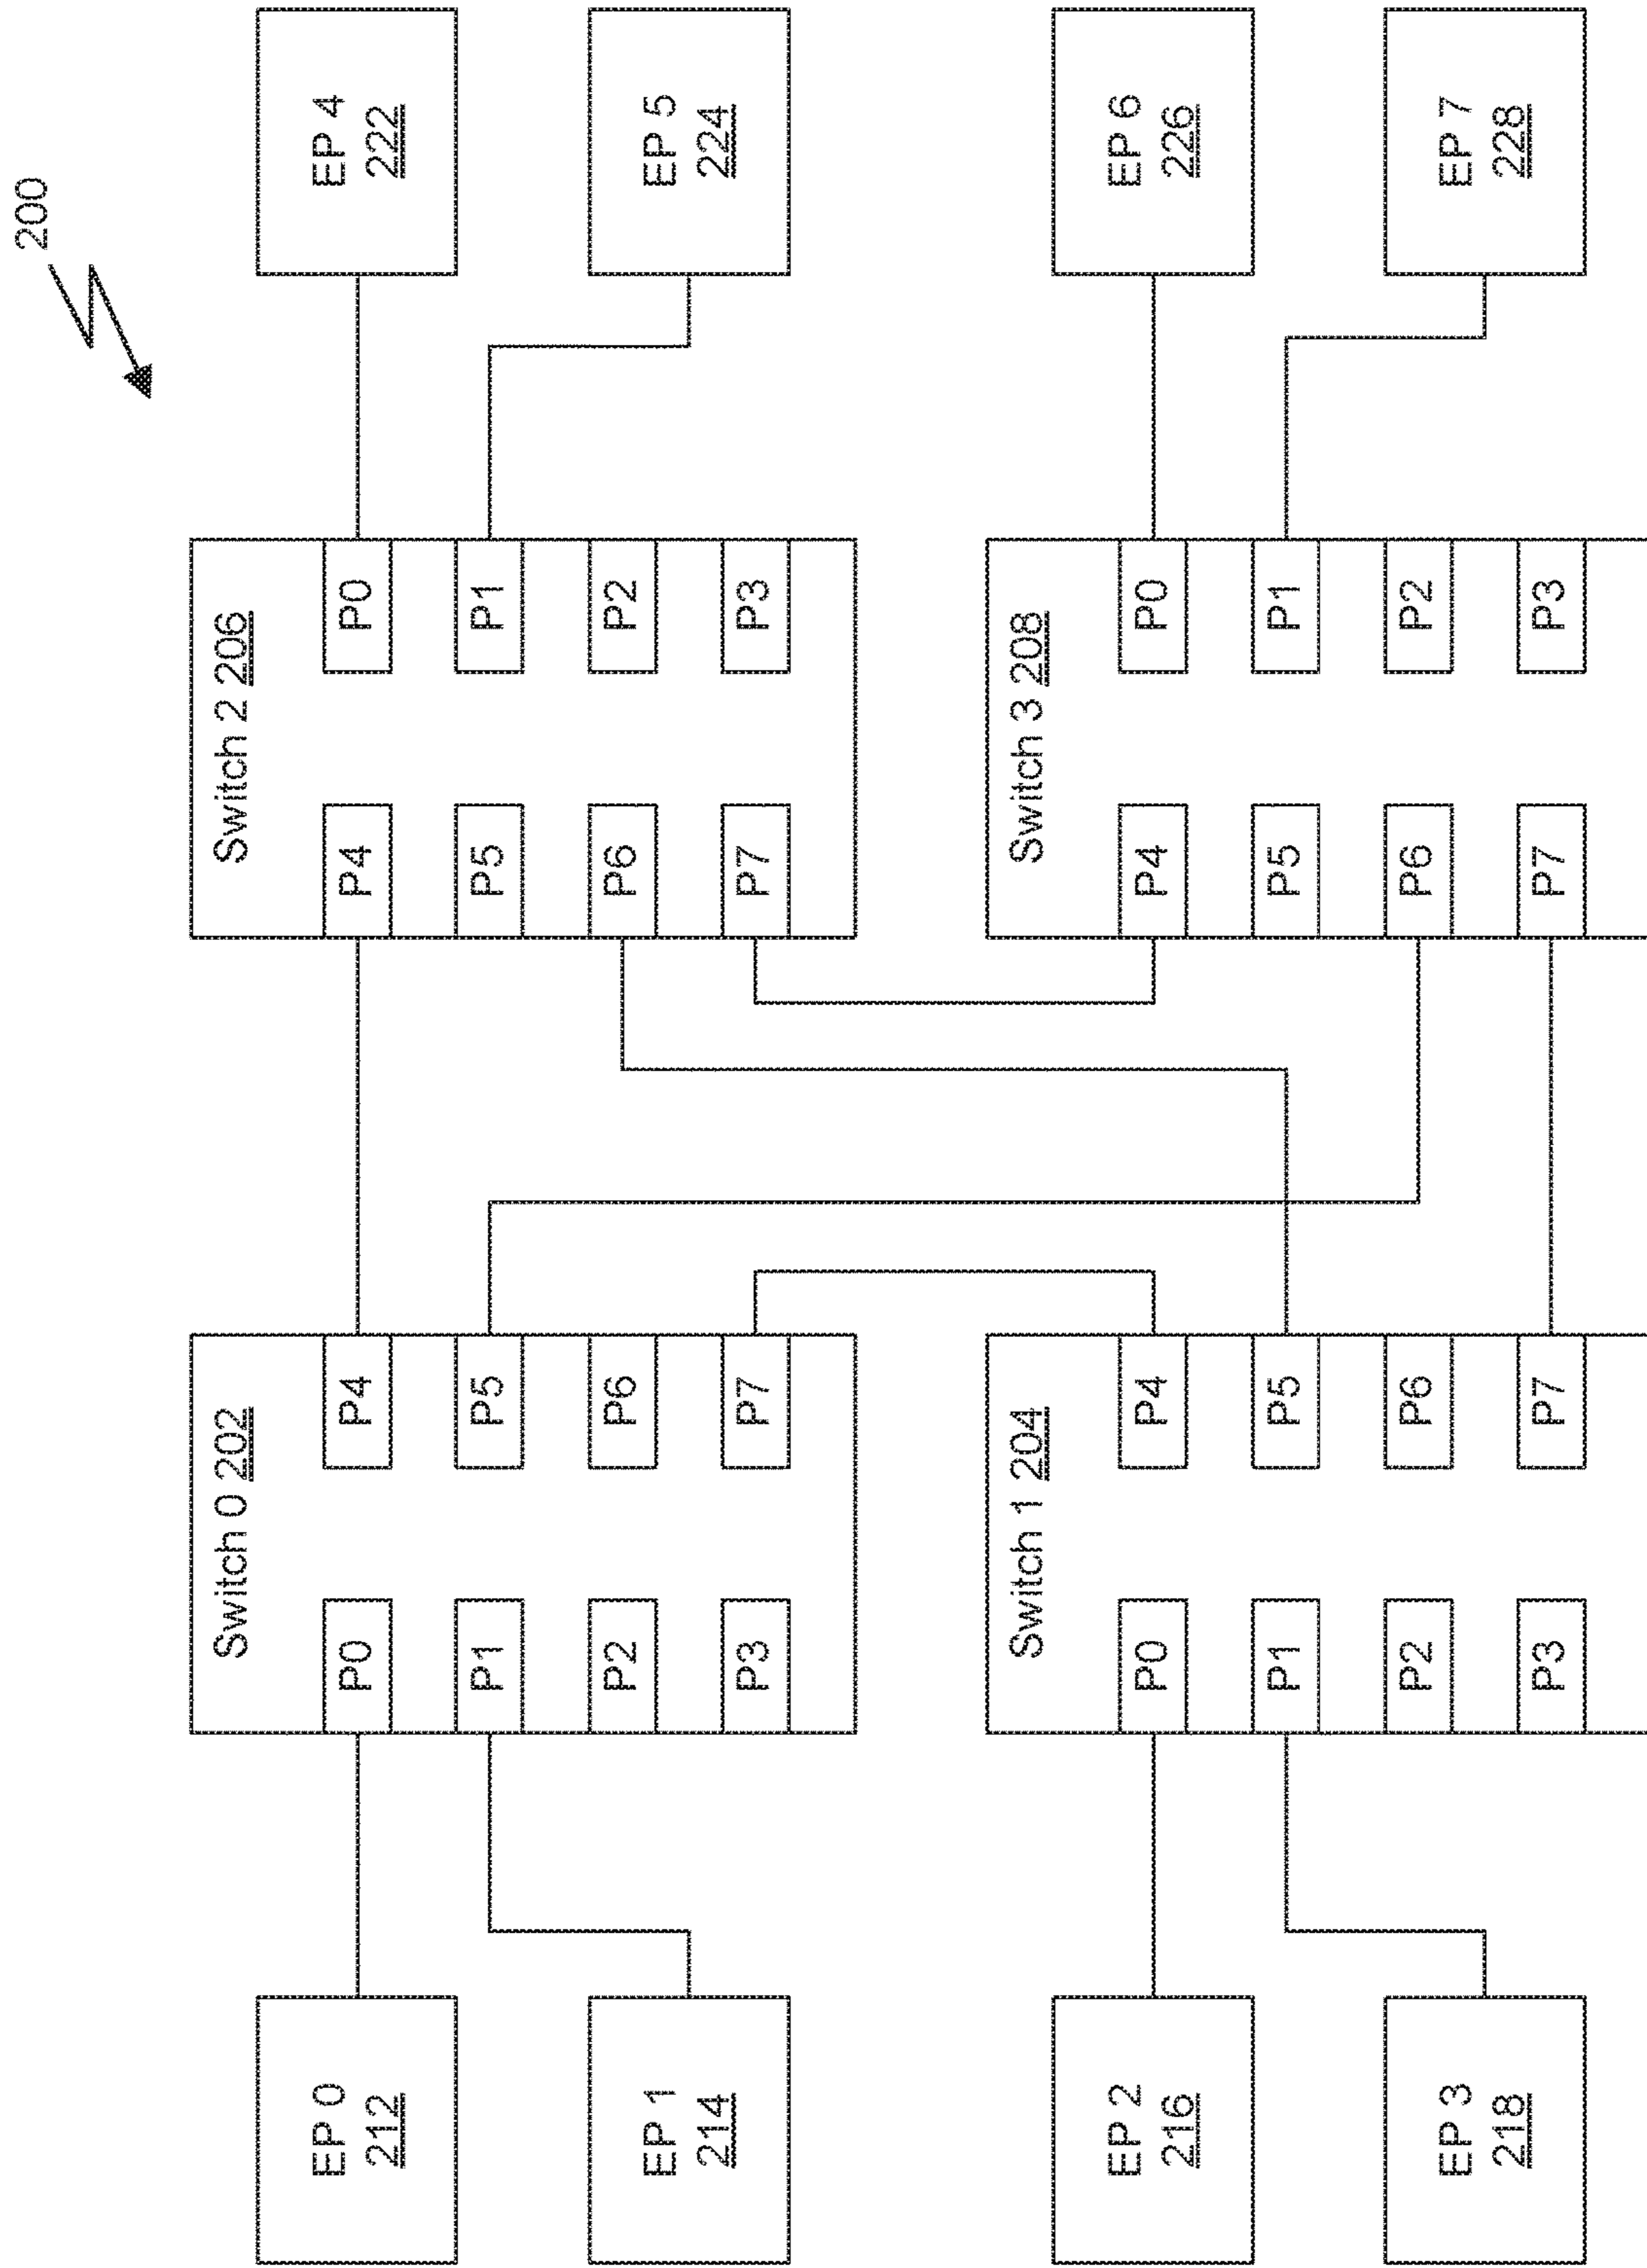 200
EP 0
212
EP 1
214
Switch 0 202
P0
P4
P1
P5
P2
P6
P3
P7
Switch 2 206
P4
P0
P5
P1
P6
P2
P7
P3
EP 4
222
EP 5
224
EP 2
216
EP 3
218
Switch 1 204
P0
P4
P1
P5
P2
P6
P3
P7
Switch 3 208
P4
P0
P5
P1
P6
P2
P7
P3
EP 6
226
EP 7
228